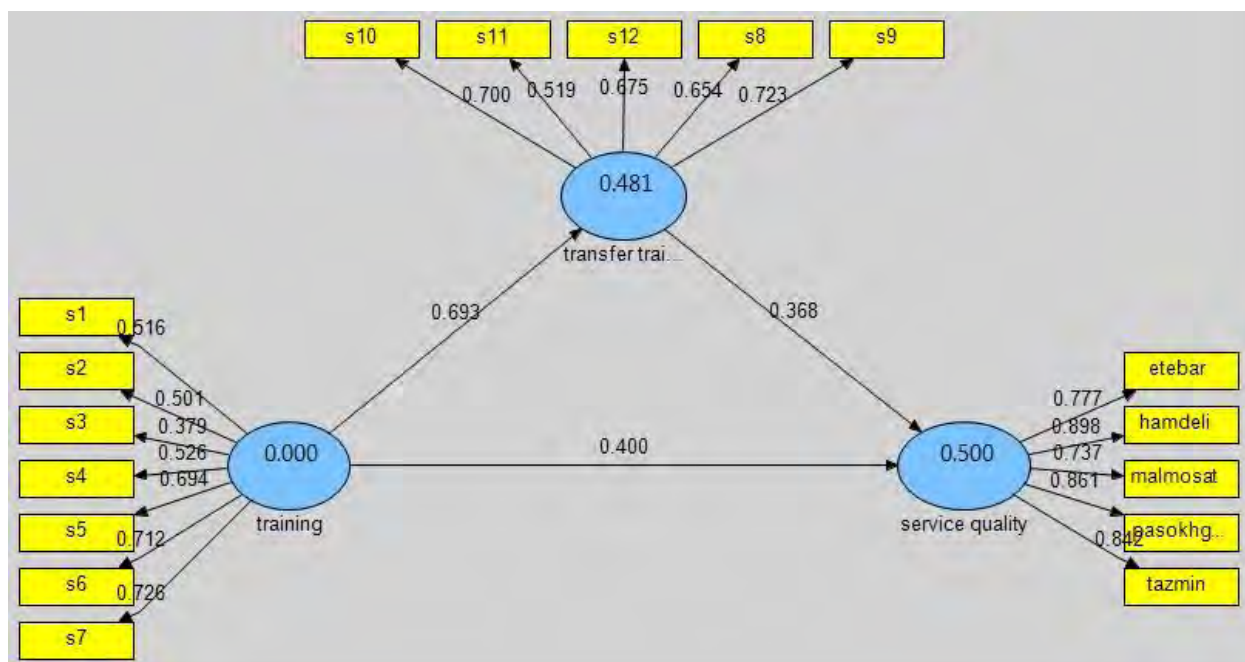 s10
s11
s12
s8
s9
0.700
0.519
0.675
0.654
0.723
0.481
transfer trai...
0.693
0.368
s1
0.516
s2
0.501
s3
0.379
s4
0.526
s5
0.694
s6
0.712
s7
0.726
0.000
training
0.400
0.500
service quality
etebar
0.777
hamdeli
0.898
malmosat
0.737
pasokhg...
0.861
tazmin
0.842